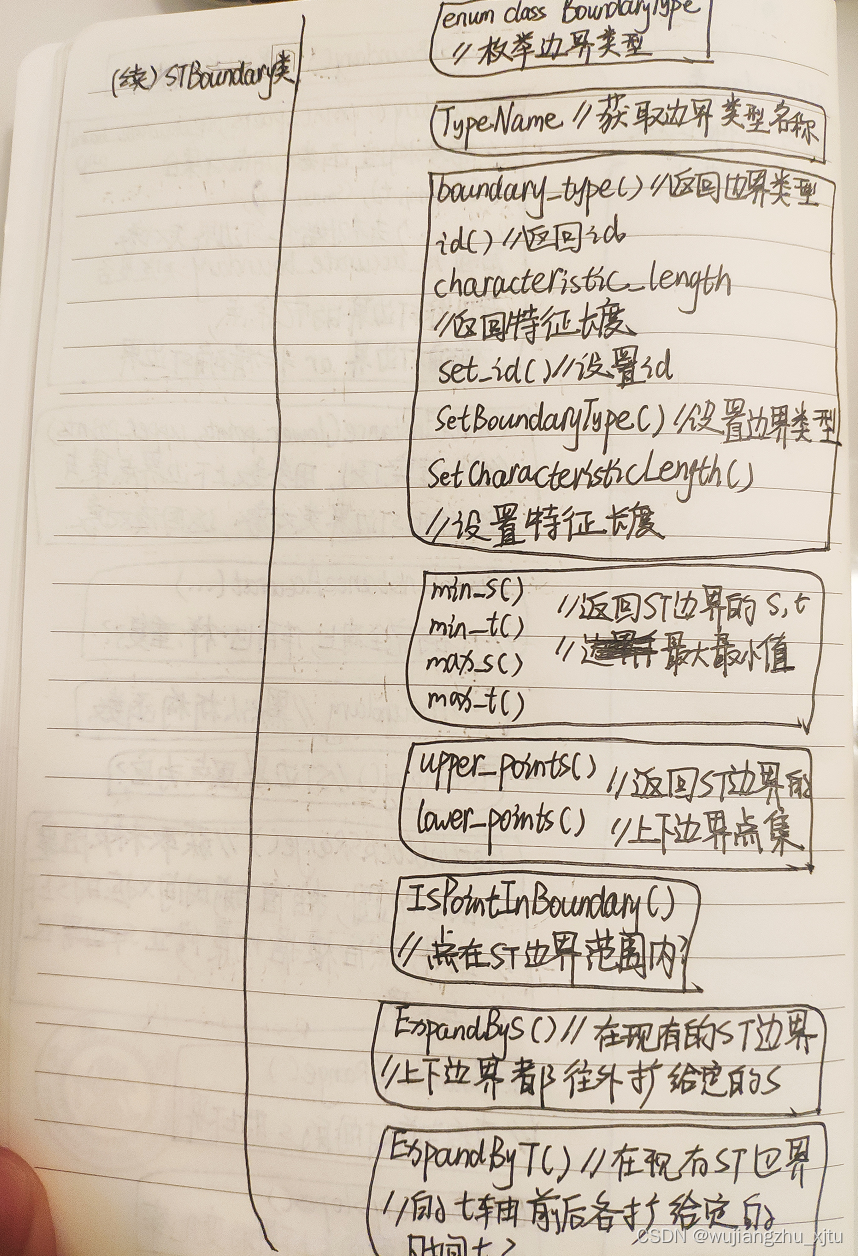 (续) STBoundary类
enum class BoundaryType
// 枚举边界类型
TypeName // 获取边界类型名称
boundary_type() //返回边界类型
id() //返回id
characteristic_length
//返回特征长度
set_id() //设置id
SetBoundaryType() //设置边界类型
SetCharacteristicLength()
//设置特征长度
min_s() //返回ST边界的 s,t
min_t() // 最大最小值
max_s()
max_t()
upper_points() //返回ST边界的
lower_points() //上下边界点集
IsPointInBoundary()
// 点在ST边界范围内?
ExpandByS() // 在现有的ST边界
//上下边界都往外扩给定的s
ExpandByT() //在现有ST边界
//的t轴前后各扩给定的
时间t?
CSDN @wujiangzhu_xjtu